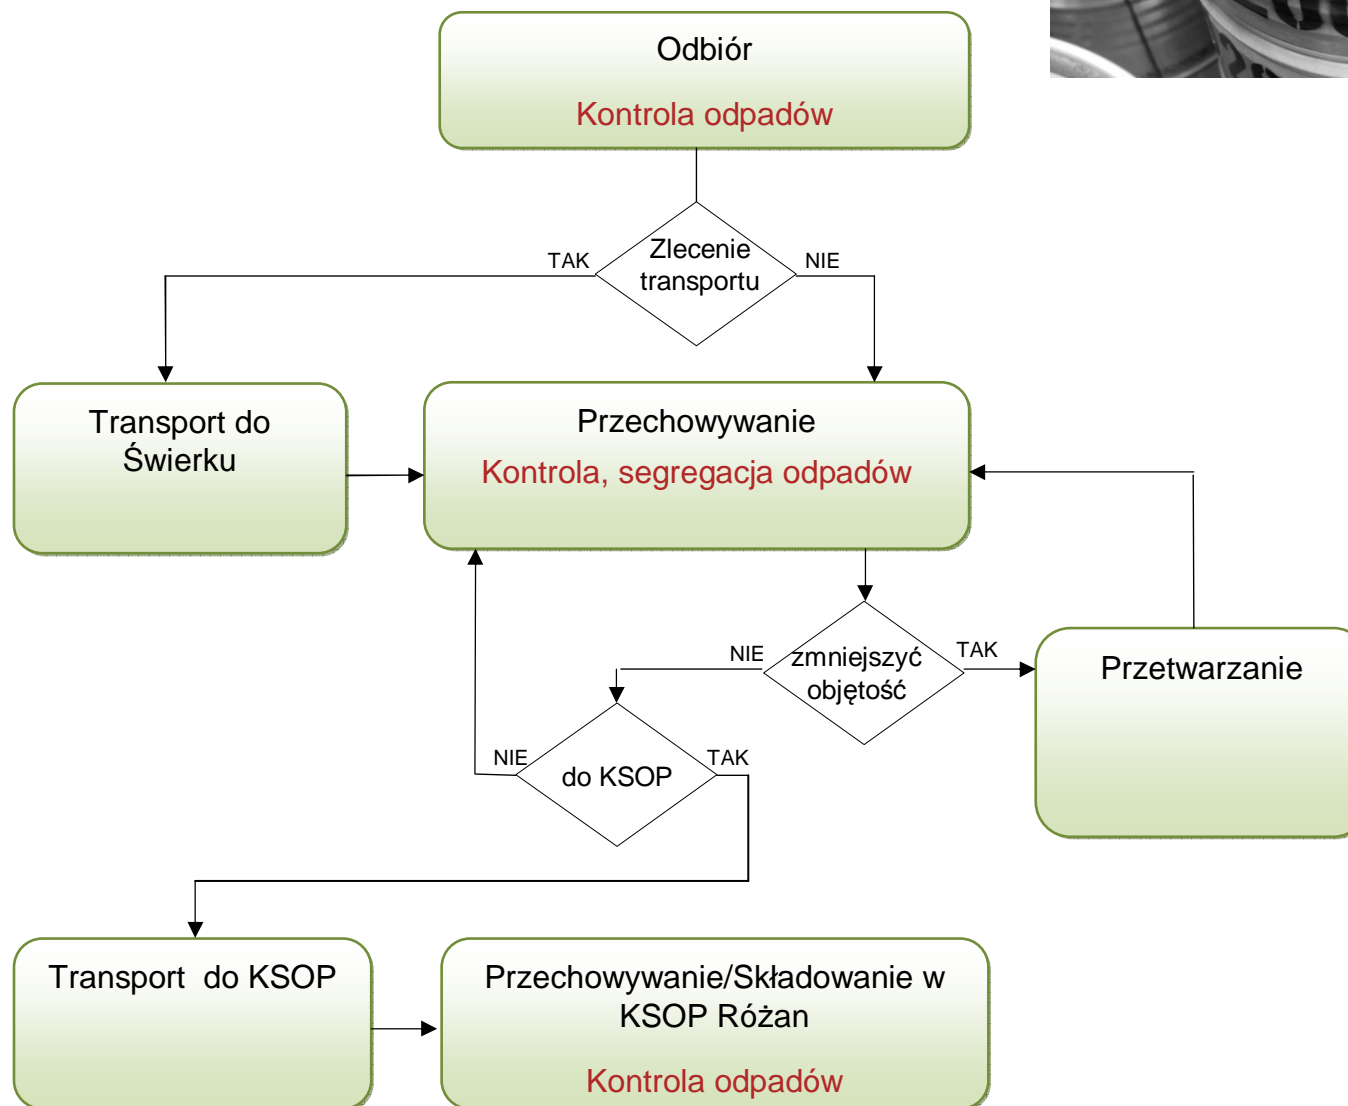 Odbiór
Kontrola odpadów
Zlecenie
transportu
TAK
NIE
Transport do
Świerku
Przechowywanie
Kontrola, segregacja odpadów
NIE
zmniejszyć
objętość
TAK
Przetwarzanie
NIE
do KSOP
TAK
Transport do KSOP
Przechowywanie/Składowanie w
KSOP Różan
Kontrola odpadów